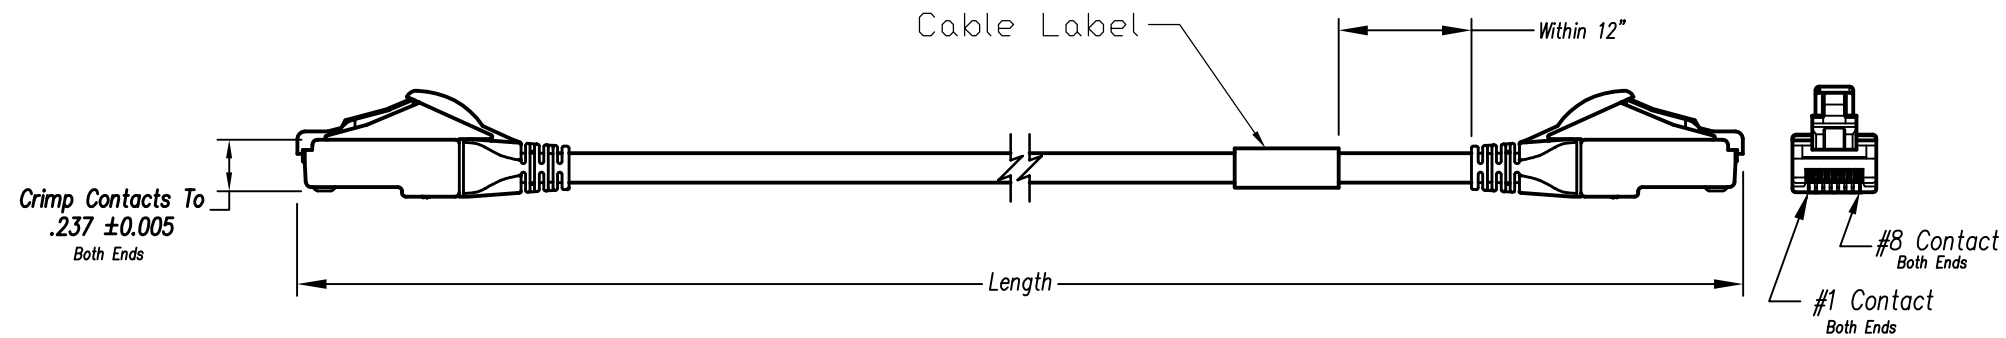 Cable Label
Within 12"
Crimp Contacts To
.237 ±0.005
Both Ends
Length
#8 Contact
Both Ends
#1 Contact
Both Ends